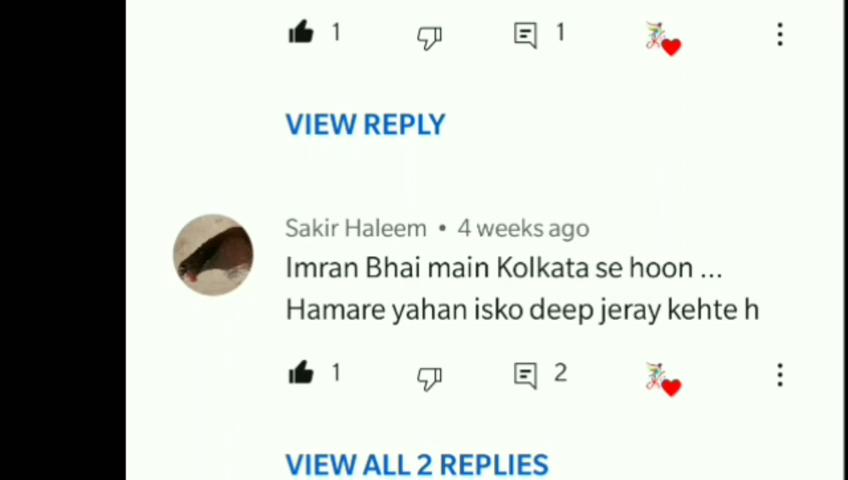 1 1
VIEW REPLY
Sakir Haleem • 4 weeks ago
Imran Bhai main Kolkata se hoon ...
Hamare yahan isko deep jeray kehte h
1 2
VIEW ALL 2 REPLIES